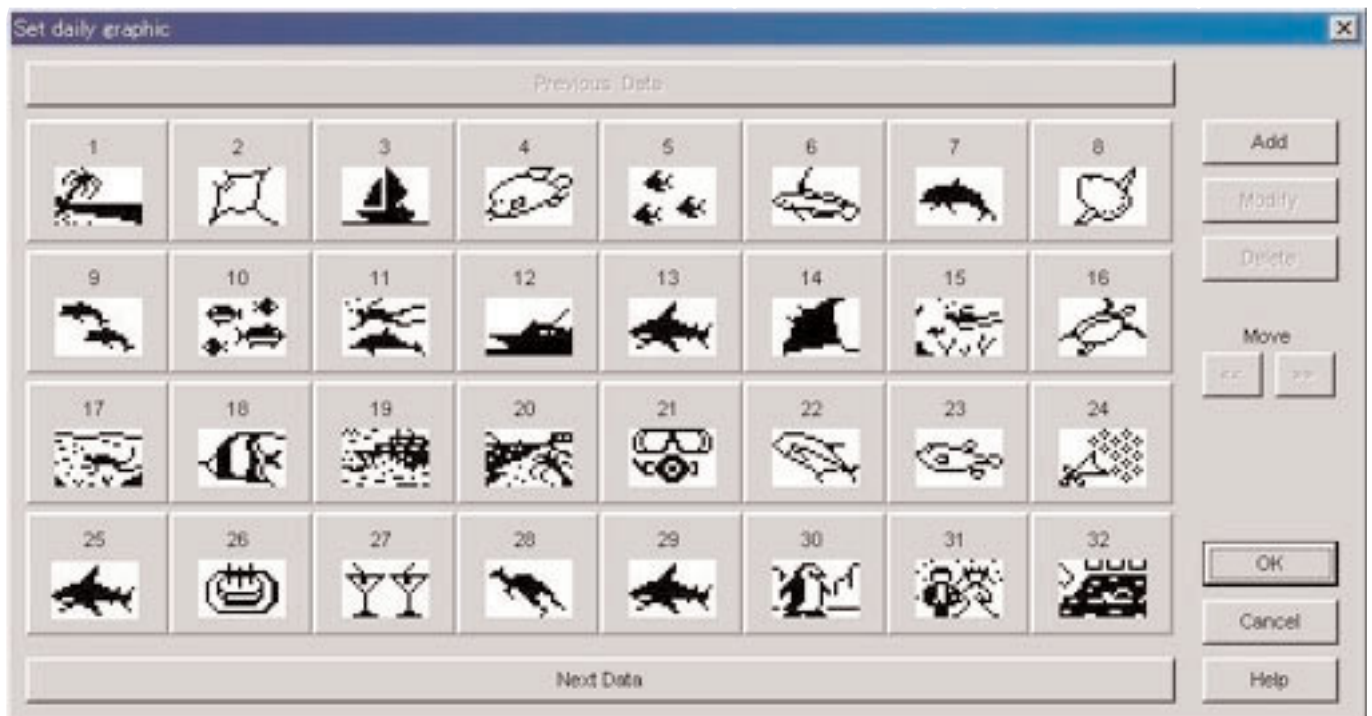 Set daily graphic
Previous Data
1 2 3 4 5 6 7 8
Add
Modify
Delete
9 10 11 12 13 14 15 16
Move
<< >>
17 18 19 20 21 22 23 24
25 26 27 28 29 30 31 32
OK
Cancel
Next Data
Help